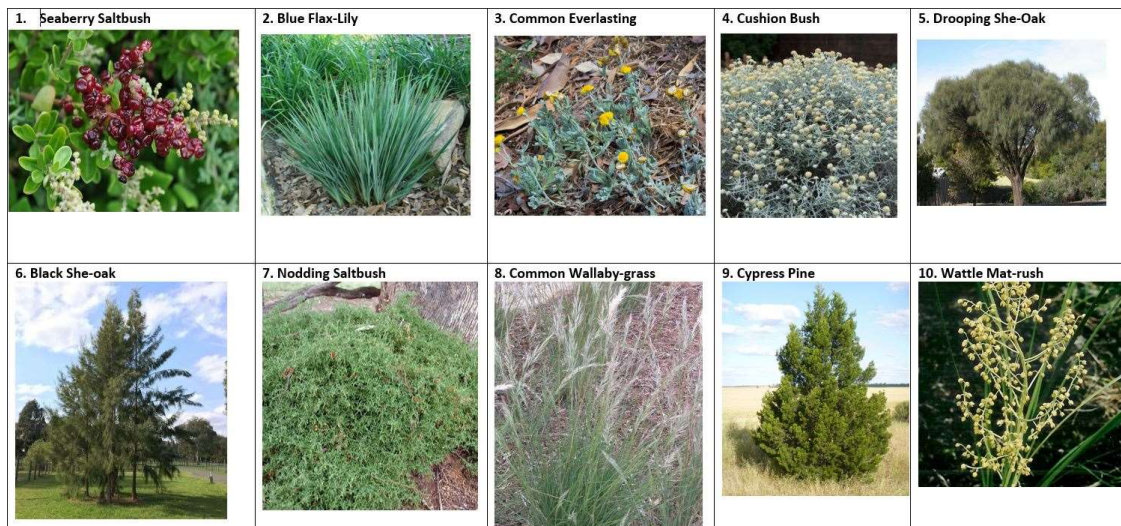 1. Seaberry Saltbush
2. Blue Flax-Lily
3. Common Everlasting
4. Cushion Bush
5. Drooping She-Oak
6. Black She-oak
7. Nodding Saltbush
8. Common Wallaby-grass
9. Cypress Pine
10. Wattle Mat-rush